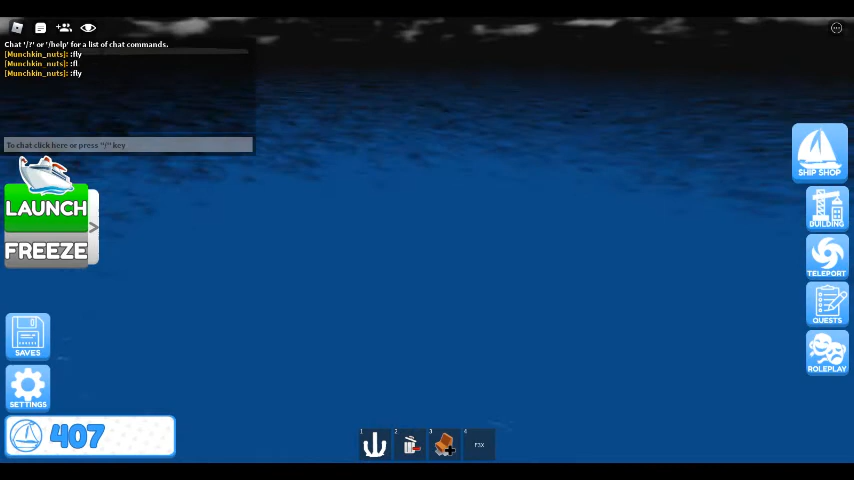 Chat '/?' or '/help' for a list of chat commands.
[Munchkin_nuts]: :fly
[Munchkin_nuts]: :fl
[Munchkin_nuts]: :fly
To chat click here or press "/" key
SHIP SHOP
LAUNCH
FREEZE
BUILDING
TELEPORT
QUESTS
SAVES
ROLEPLAY
SETTINGS
407
1 2 3 4
F3X